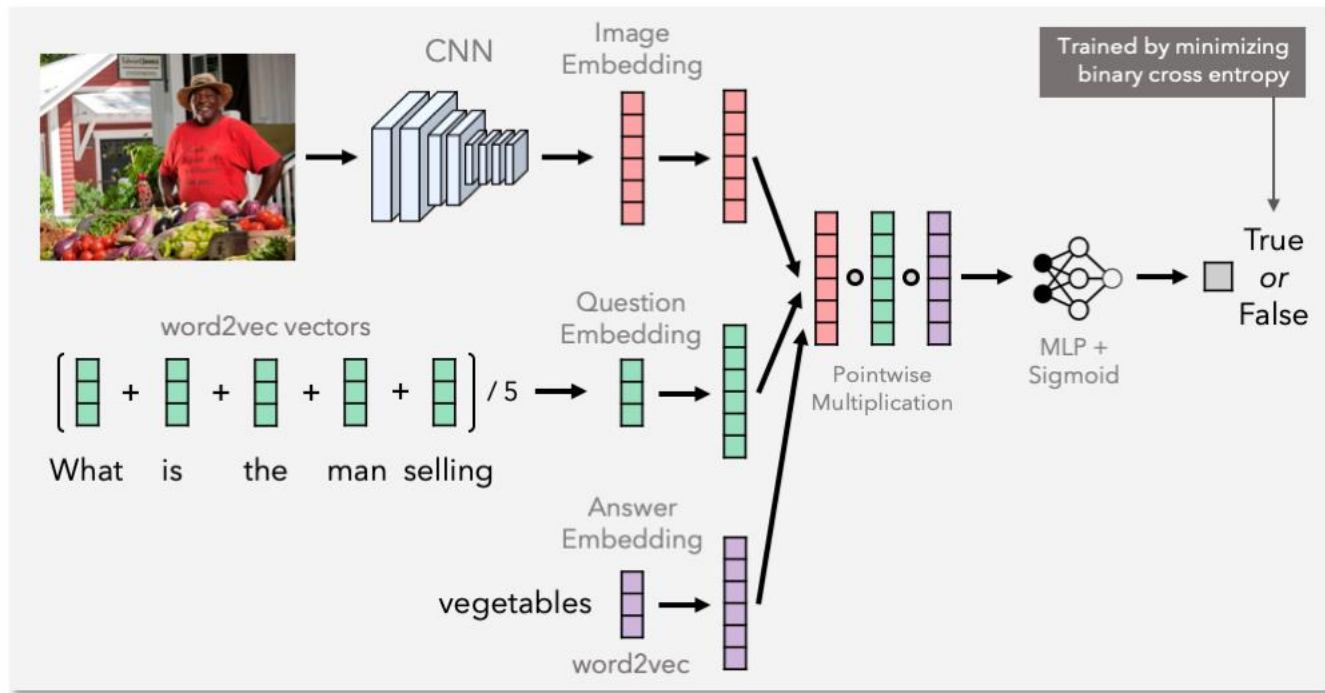 CNN
Image
Embedding
Trained by minimizing
binary cross entropy
word2vec vectors
Question
Embedding
+ + + + / 5
What is the man selling
Pointwise
Multiplication
MLP +
Sigmoid
True
or
False
Answer
Embedding
vegetables
word2vec